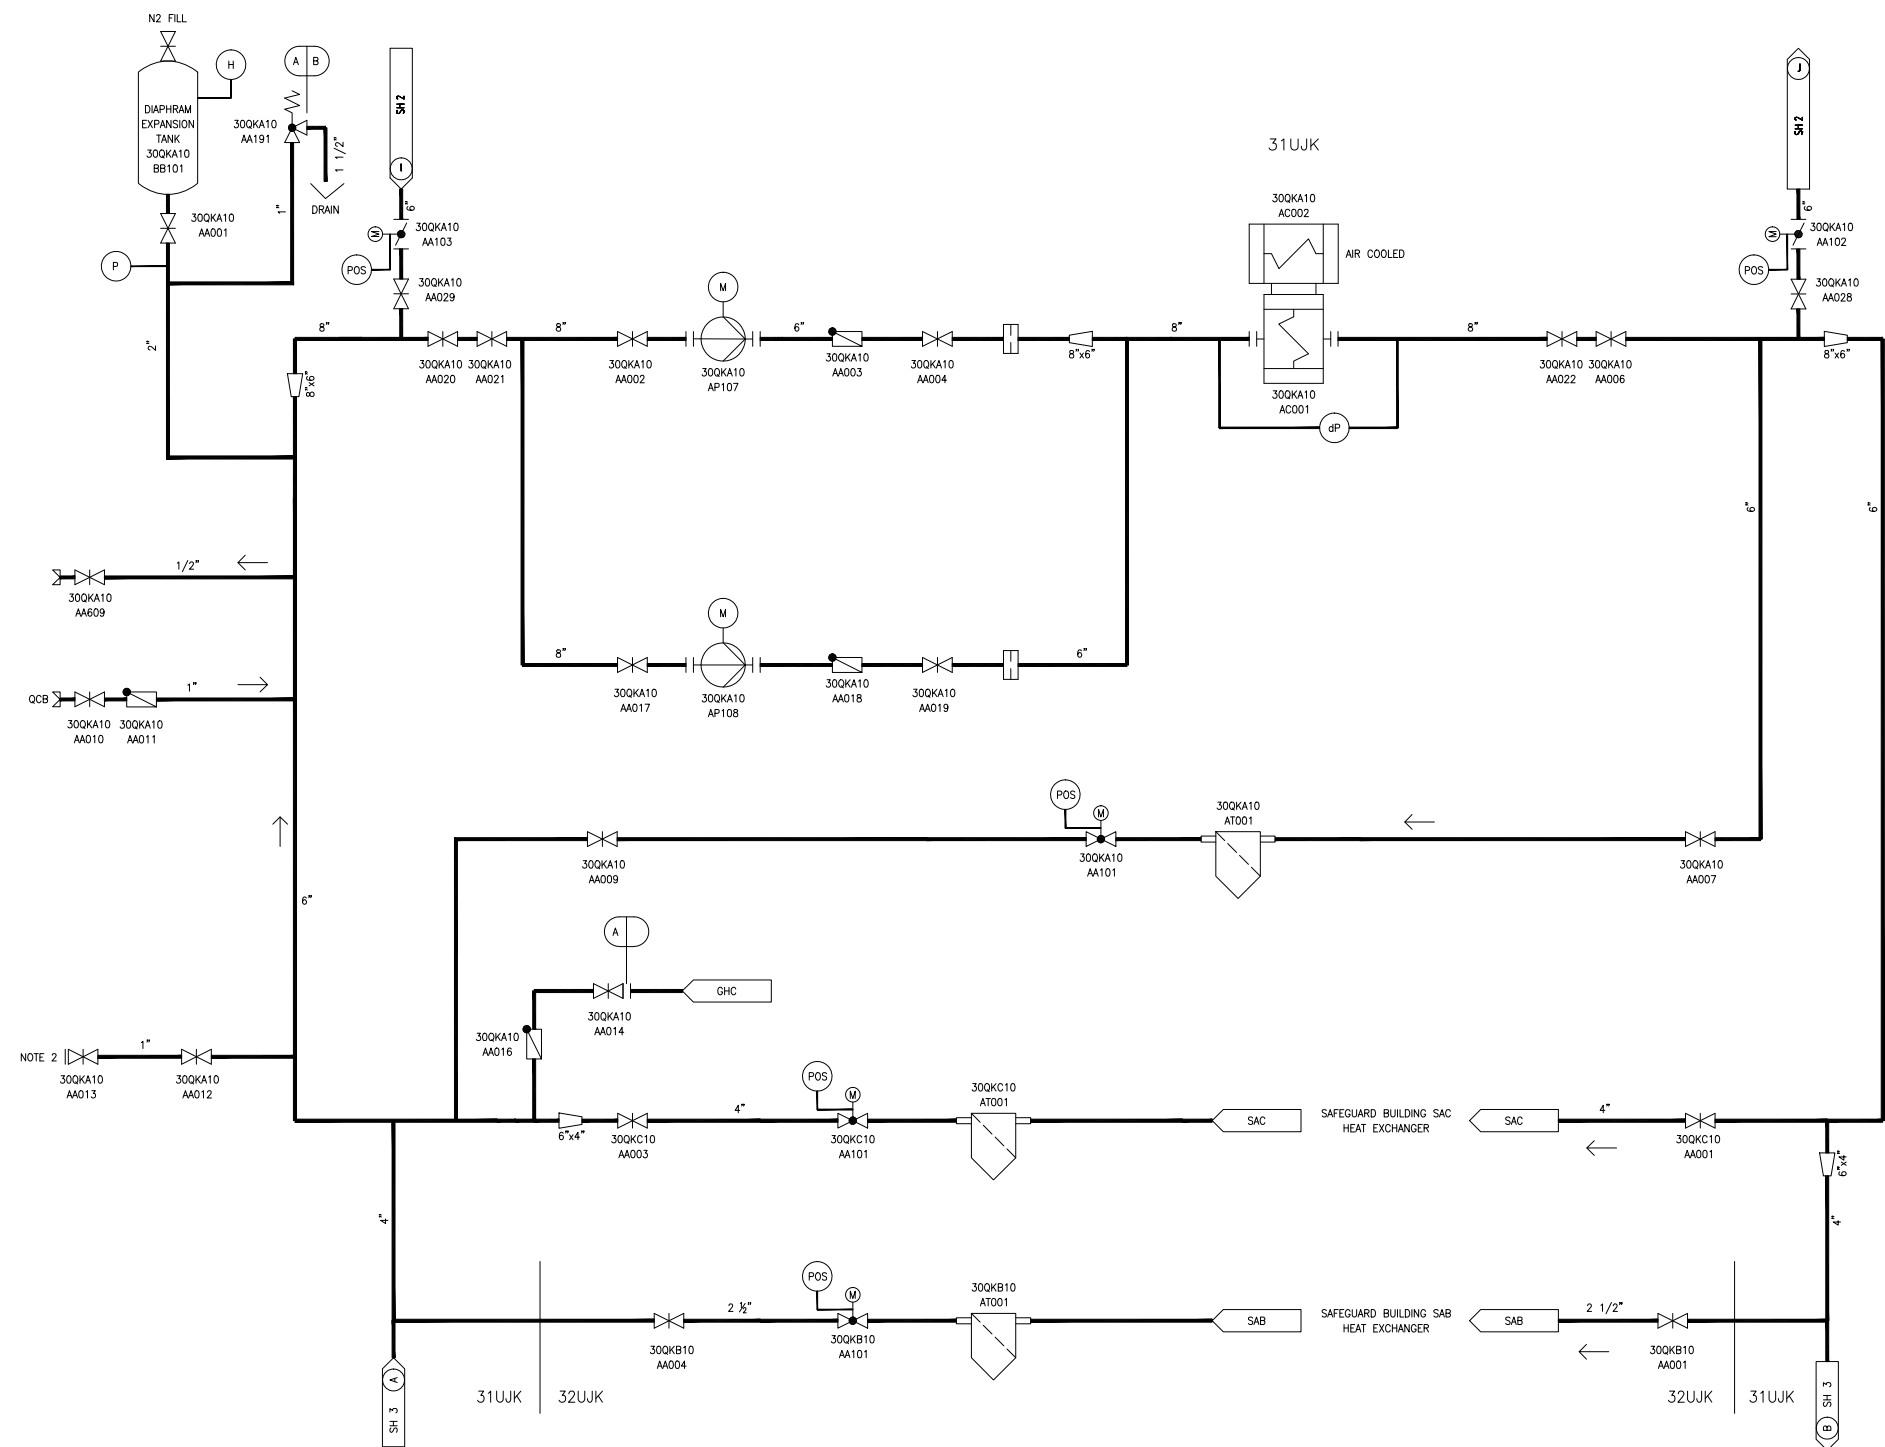 N2 FILL
H
A
B
DIAPHRAM
EXPANSION
TANK
30QKA10
BB101
30QKA10
AA191
1 1/2"
DRAIN
1"
30QKA10
AA001
P
2"
SH 2
I
6"
M
30QKA10
AA103
POS
30QKA10
AA029
31UJK
30QKA10
AC002
AIR COOLED
30QKA10
AC001
dP
J
SH 2
6"
M
30QKA10
AA102
POS
30QKA10
AA028
8"
8"x6"
30QKA10
AA020
30QKA10
AA021
8"
30QKA10
AA002
M
30QKA10
AP107
6"
30QKA10
AA003
30QKA10
AA004
8"x6"
8"
8"
30QKA10
AA022
30QKA10
AA006
8"x6"
6"
6"
1/2"
30QKA10
AA609
8"
30QKA10
AA017
M
30QKA10
AP108
30QKA10
AA018
30QKA10
AA019
6"
QCB
1"
30QKA10
AA010
30QKA10
AA011
30QKA10
AA009
POS
M
30QKA10
AA101
30QKA10
AT001
30QKA10
AA007
6"
A
GHC
30QKA10
AA014
30QKA10
AA016
NOTE 2
1"
30QKA10
AA013
30QKA10
AA012
6"x4"
30QKC10
AA003
4"
POS
M
30QKC10
AA101
30QKC10
AT001
SAC
SAFEGUARD BUILDING SAC
HEAT EXCHANGER
SAC
4"
30QKC10
AA001
6"x4"
4"
4"
30QKB10
AA004
2 ½"
POS
M
30QKB10
AA101
30QKB10
AT001
SAB
SAFEGUARD BUILDING SAB
HEAT EXCHANGER
SAB
2 1/2"
30QKB10
AA001
A
SH 3
31UJK
32UJK
32UJK
31UJK
SH 3
B